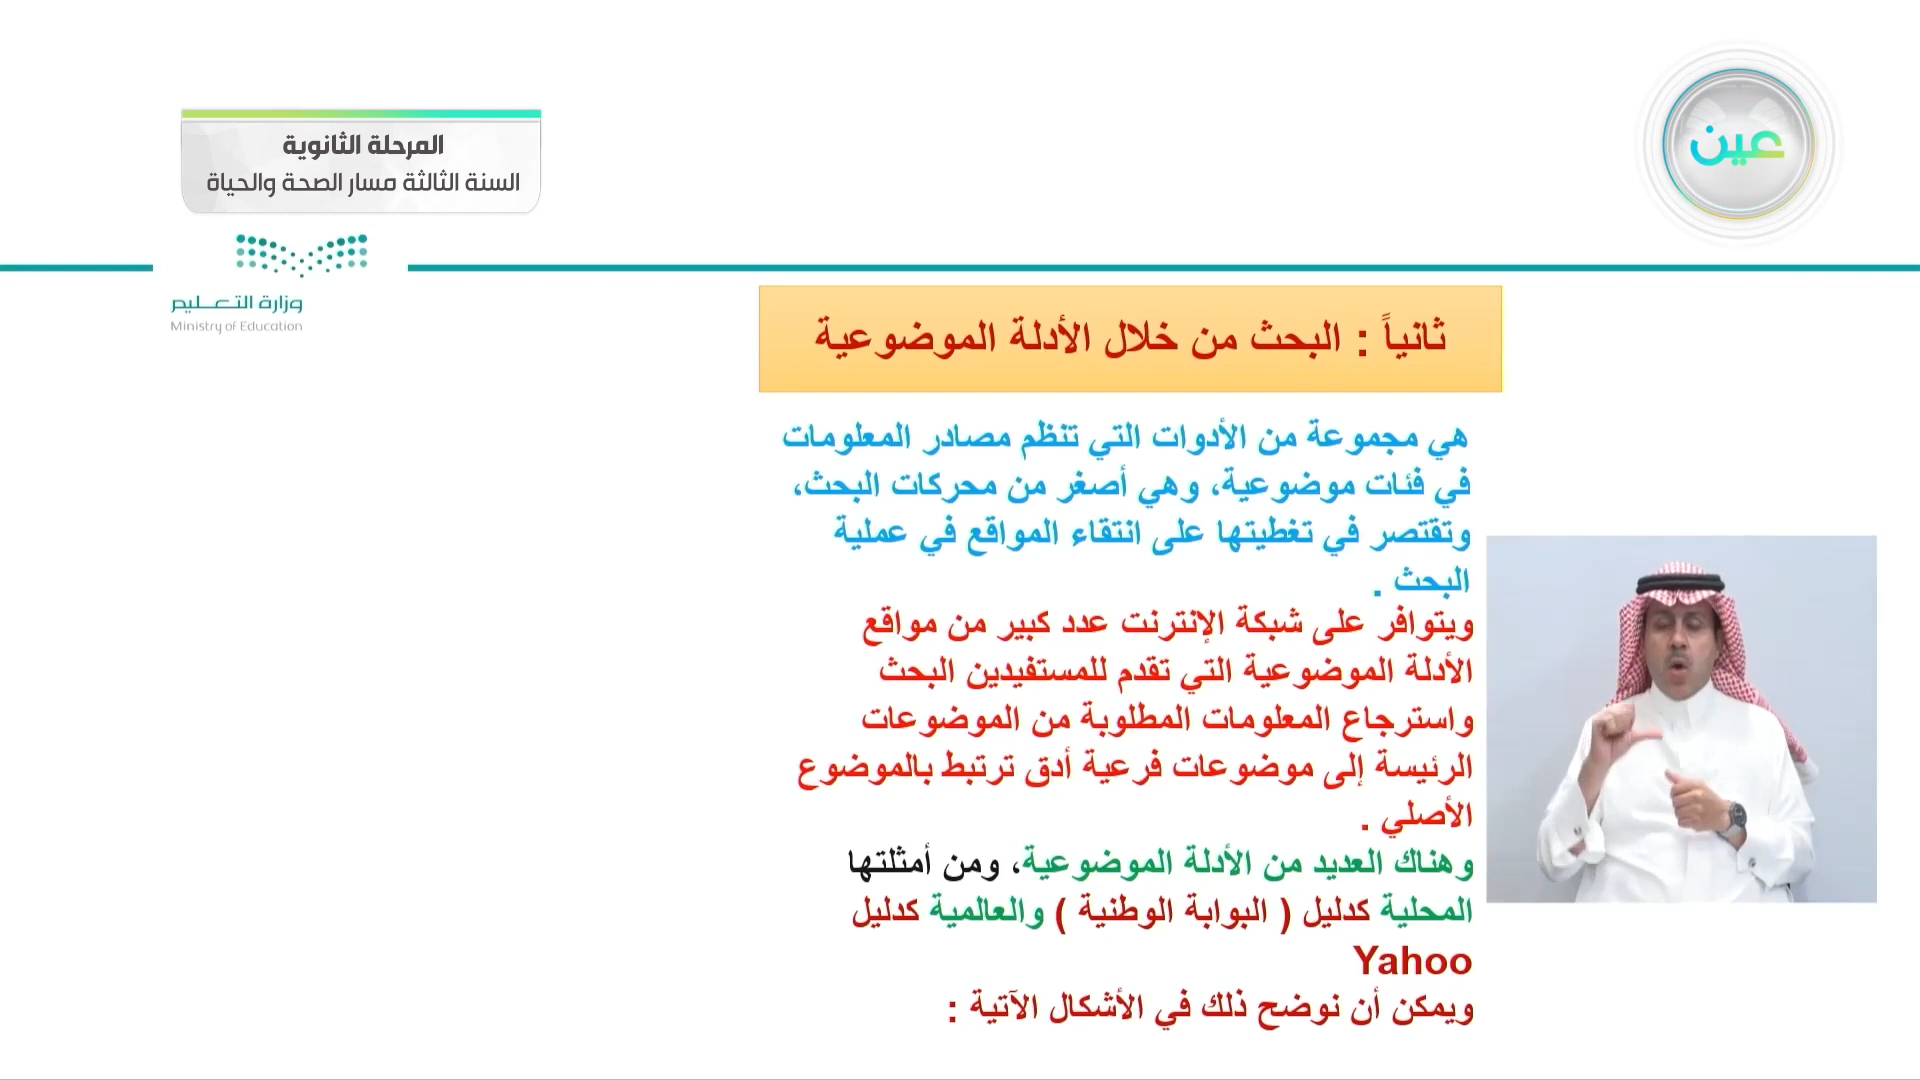 عين
المرحلة الثانوية
السنة الثالثة مسار الصحة والحياة
وزارة التعليم
Ministry of Education
ثانياً : البحث من خلال الأدلة الموضوعية
هي مجموعة من الأدوات التي تنظم مصادر المعلومات
في فئات موضوعية، وهي أصغر من محركات البحث،
وتقتصر في تغطيتها على انتقاء المواقع في عملية
البحث .
ويتوافر على شبكة الإنترنت عدد كبير من مواقع
الأدلة الموضوعية التي تقدم للمستفيدين البحث
واسترجاع المعلومات المطلوبة من الموضوعات
الرئيسة إلى موضوعات فرعية أدق ترتبط بالموضوع
الأصلي .
وهناك العديد من الأدلة الموضوعية، ومن أمثلتها
المحلية كدليل ( البوابة الوطنية ) والعالمية كدليل
Yahoo
ويمكن أن نوضح ذلك في الأشكال الآتية :